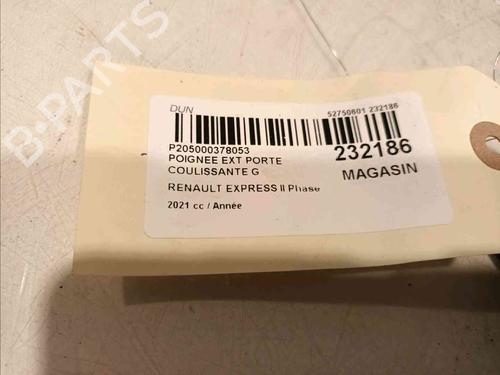 DUN
52750601 232186
P205000378053
POIGNEE EXT PORTE
COULISSANTE G
232186
MAGASIN
RENAULT EXPRESS II Phase
2021 cc / Année
B-PARTS